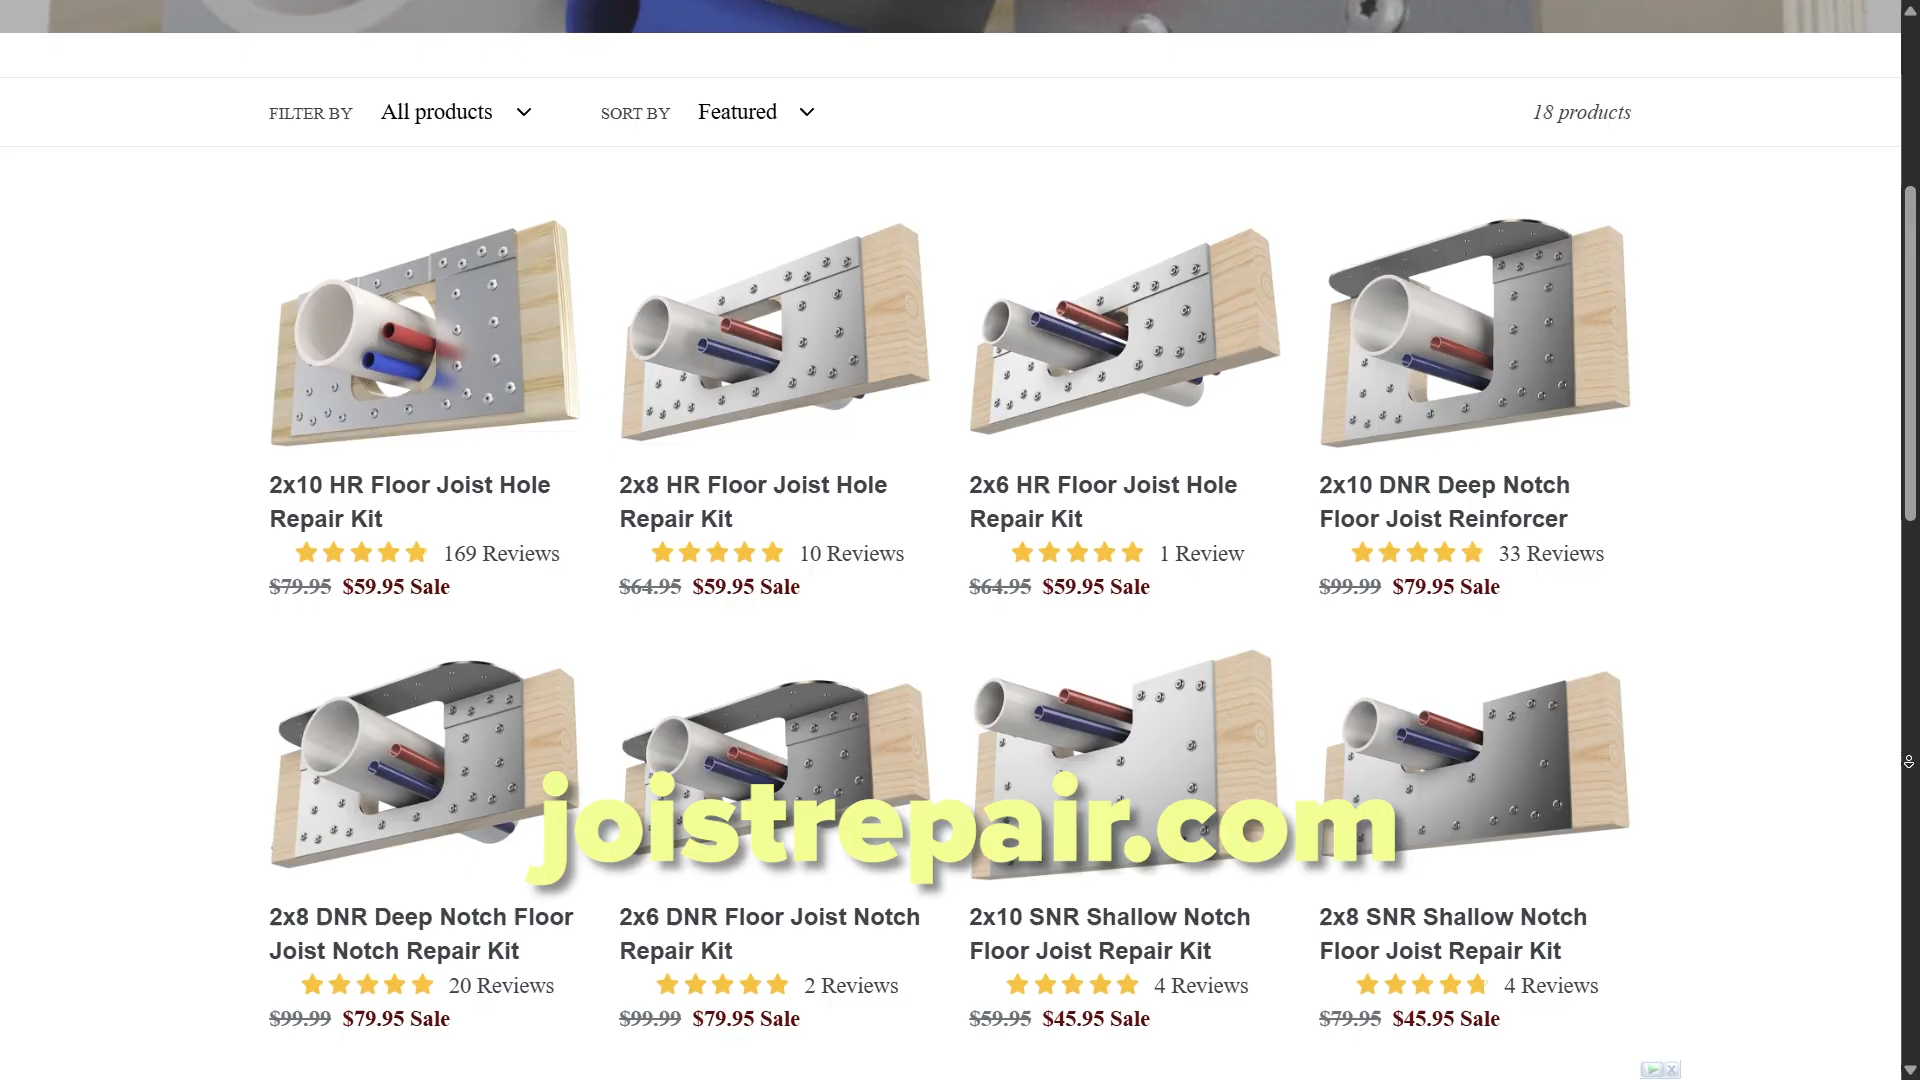 FILTER BY All products SORT BY Featured 18 products
2x10 HR Floor Joist Hole
Repair Kit
169 Reviews
$79.95 $59.95 Sale
2x8 HR Floor Joist Hole
Repair Kit
10 Reviews
$64.95 $59.95 Sale
2x6 HR Floor Joist Hole
Repair Kit
1 Review
$64.95 $59.95 Sale
2x10 DNR Deep Notch
Floor Joist Reinforcer
33 Reviews
$99.99 $79.95 Sale
joistrepair.com
2x8 DNR Deep Notch Floor
Joist Notch Repair Kit
20 Reviews
$99.99 $79.95 Sale
2x6 DNR Floor Joist Notch
Repair Kit
2 Reviews
$99.99 $79.95 Sale
2x10 SNR Shallow Notch
Floor Joist Repair Kit
4 Reviews
$59.95 $45.95 Sale
2x8 SNR Shallow Notch
Floor Joist Repair Kit
4 Reviews
$79.95 $45.95 Sale